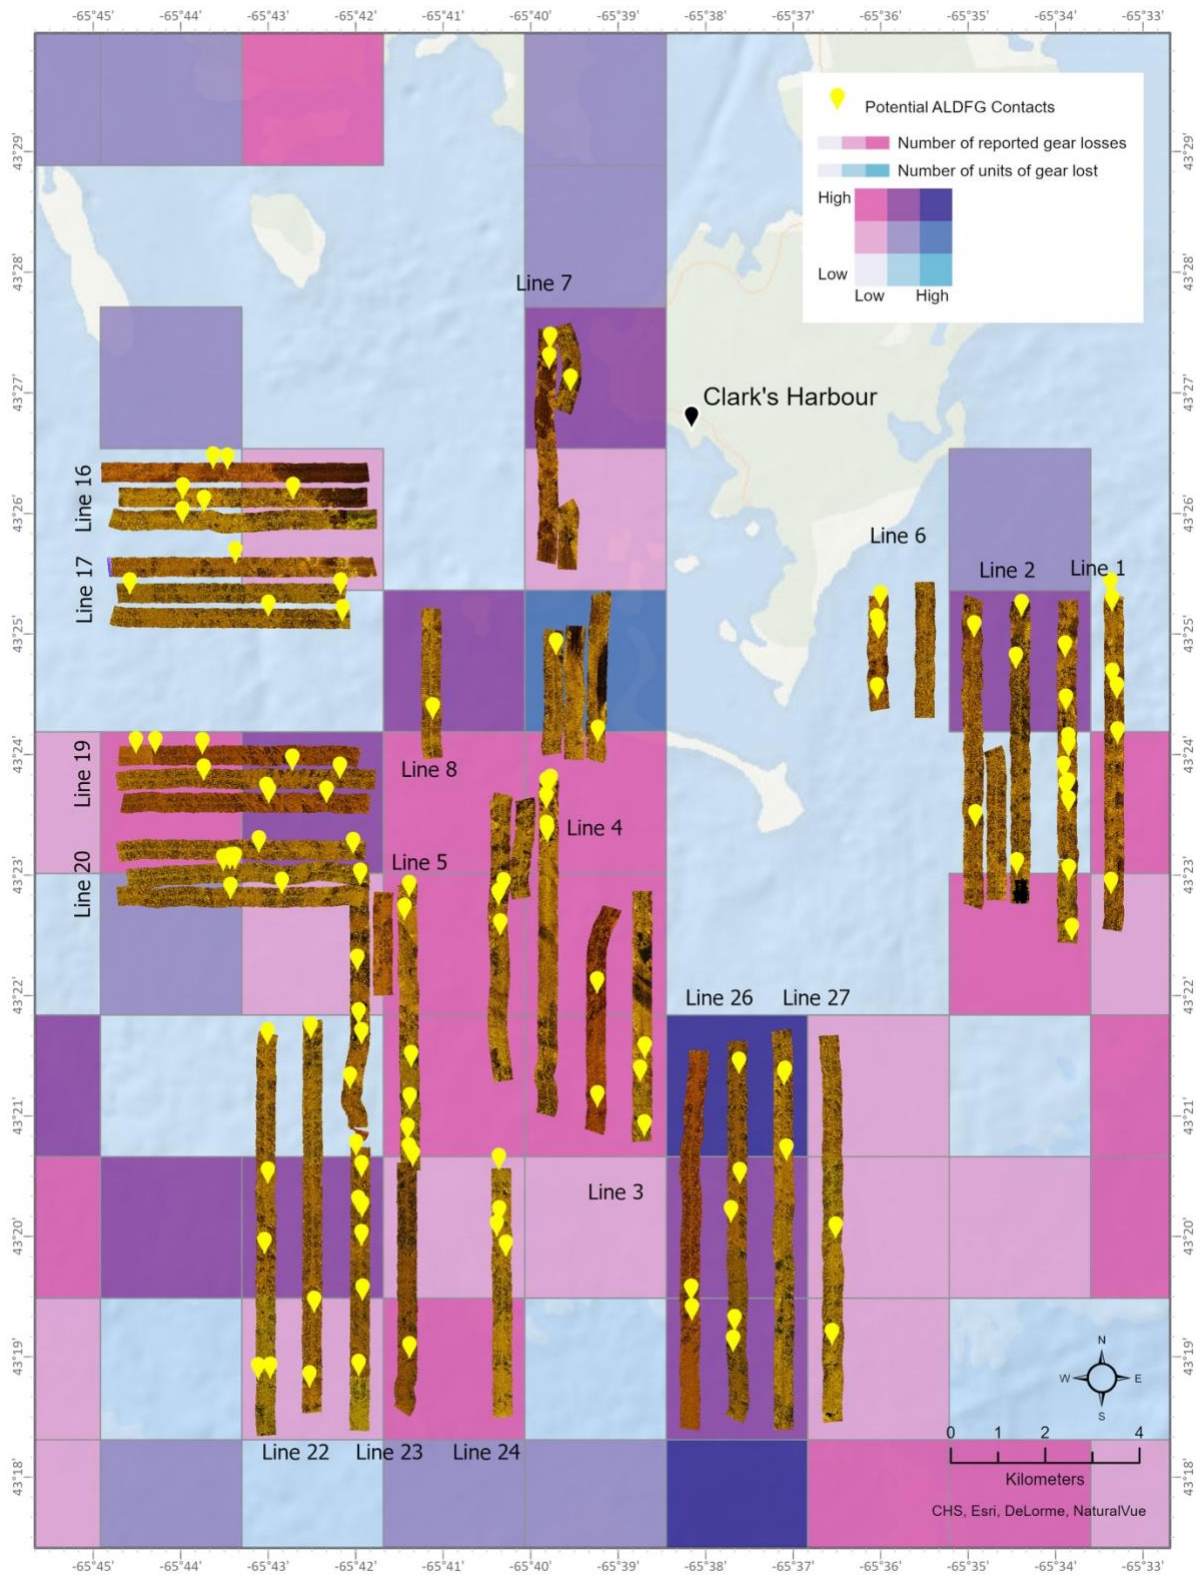 -65°45' -65°44' -65°43' -65°42' -65°41' -65°40' -65°39' -65°38' -65°37' -65°36' -65°35' -65°34' -65°33'
Potential ALDFG Contacts
Number of reported gear losses
Number of units of gear lost
High
Low
Low High
43°29' 43°29'
43°28' 43°28'
Line 7
43°27' 43°27'
Clark's Harbour
Line 16
43°26' 43°26'
Line 6
Line 17
Line 2 Line 1
43°25' 43°25'
43°24' 43°24'
Line 19
Line 8
Line 4
Line 5
43°23' 43°23'
Line 20
43°22' 43°22'
Line 26 Line 27
43°21' 43°21'
Line 3
43°20' 43°20'
43°19' 43°19'
N
W E
S
0 1 2 4
Kilometers
Line 22 Line 23 Line 24
43°18' 43°18'
CHS, Esri, DeLorme, NaturalVue
-65°45' -65°44' -65°43' -65°42' -65°41' -65°40' -65°39' -65°38' -65°37' -65°36' -65°35' -65°34' -65°33'